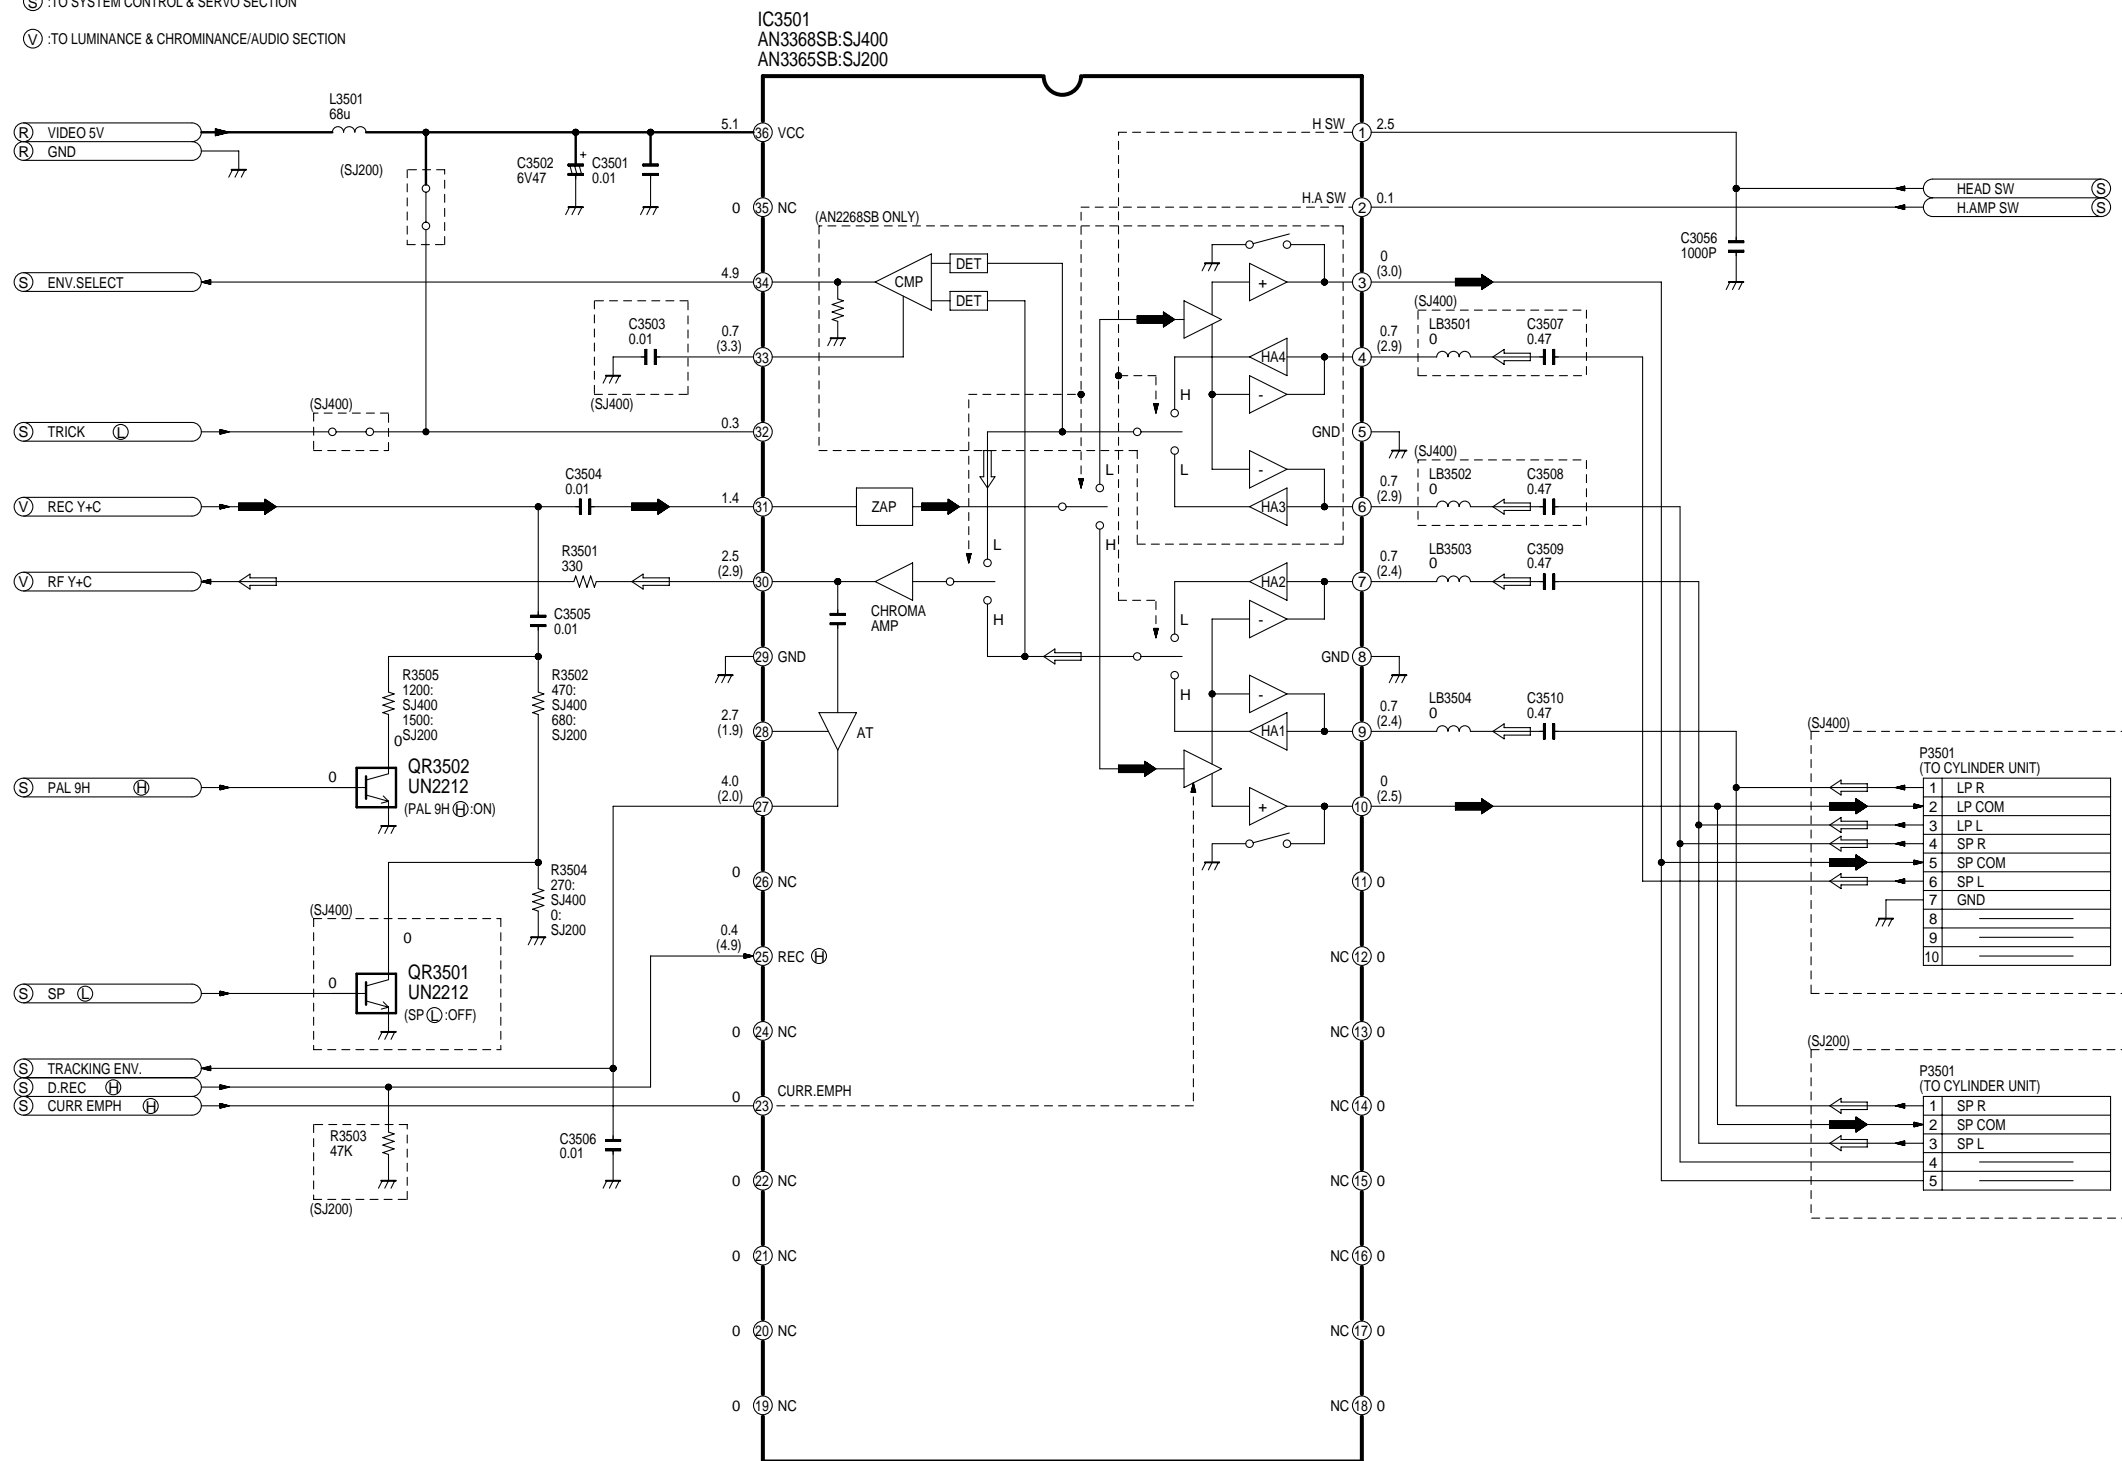 S :TO SYSTEM CONTROL & SERVO SECTION
V :TO LUMINANCE & CHROMINANCE/AUDIO SECTION
IC3501
AN3368SB:SJ400
AN3365SB:SJ200
R VIDEO 5V
R GND
L3501
68u
(SJ200)
C3502
6V47
+
C3501
0.01
5.1
36 VCC
0 35 NC
(AN2268SB ONLY)
H SW 1 2.5
H.A SW 2 0.1
HEAD SW S
H.AMP SW S
C3056
1000P
S ENV.SELECT
4.9
34
CMP
DET
DET
+
0
(3.0)
3
C3503
0.01
(SJ400)
0.7
(3.3)
33
HA4
-
H
0.7
(2.9)
4
(SJ400)
LB3501
0
C3507
0.47
S TRICK L
(SJ400)
0.3
32
GND 5
L
L
-
HA3
0.7
(2.9)
6
(SJ400)
LB3502
0
C3508
0.47
V REC Y+C
C3504
0.01
1.4
31
ZAP
H
L
V RF Y+C
R3501
330
2.5
(2.9)
30
CHROMA
AMP
H
HA2
-
L
0.7
(2.4)
7
LB3503
0
C3509
0.47
C3505
0.01
29 GND
GND 8
R3505
1200:
SJ400
1500:
SJ200
R3502
470:
SJ400
680:
SJ200
2.7
(1.9)
28
AT
H
-
HA1
0.7
(2.4)
9
LB3504
0
C3510
0.47
S PAL 9H H
0
0
QR3502
UN2212
(PAL 9H H :ON)
4.0
(2.0)
27
+
0
(2.5)
10
(SJ400)
P3501
(TO CYLINDER UNIT)
1 LP R
2 LP COM
3 LP L
4 SP R
5 SP COM
6 SP L
7 GND
8
9
10
R3504
270:
SJ400
0:
SJ200
0
26 NC
11 0
(SJ400)
0
0
QR3501
UN2212
(SP L :OFF)
S SP L
0.4
(4.9)
25 REC H
NC 12 0
0 24 NC
NC 13 0
S TRACKING ENV.
S D.REC H
S CURR EMPH H
0
23
CURR.EMPH
NC 14 0
R3503
47K
(SJ200)
C3506
0.01
(SJ200)
P3501
(TO CYLINDER UNIT)
1 SP R
2 SP COM
3 SP L
4
5
0 22 NC
NC 15 0
0 21 NC
NC 16 0
0 20 NC
NC 17 0
0 19 NC
NC 18 0